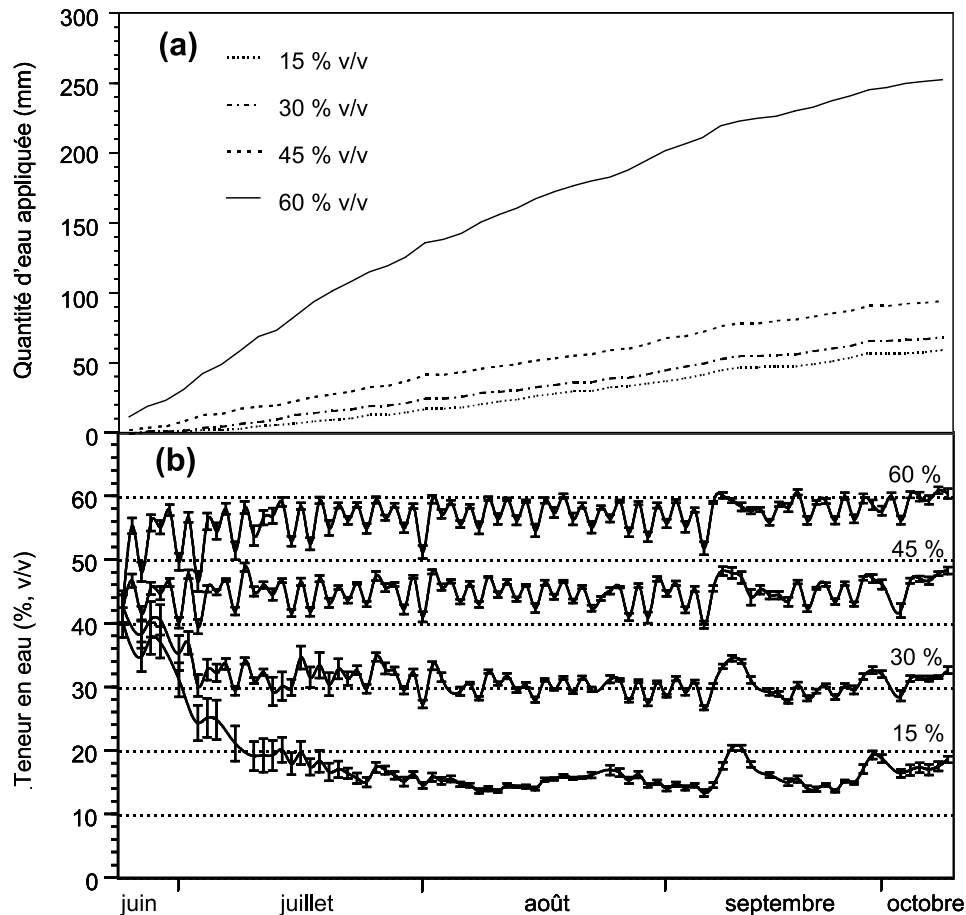 300
250
200
150
100
50
0
Quantité d'eau appliquée (mm)
(a)
15 % v/v
30 % v/v
45 % v/v
60 % v/v
(b)
60
50
40
30
20
10
0
.Teneur en eau (%, v/v)
60 %
45 %
30 %
15 %
juin juillet août septembre octobre